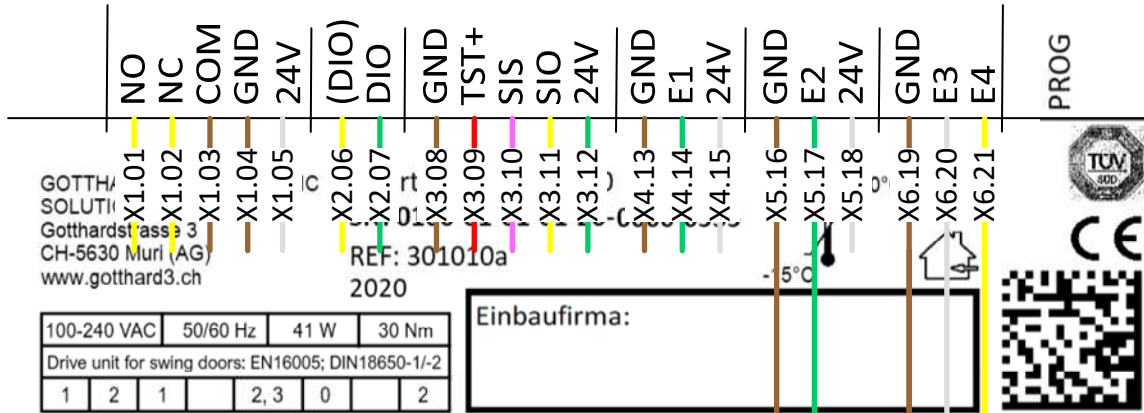 NO NC COM GND 24V (DIO) DIO GND TST+ SIS SIO 24V GND E1 24V GND E2 24V GND E3 E4 PROG
X1.01 X1.02 X1.03 X1.04 X1.05 X2.06 X2.07 X3.08 X3.09 X3.10 X3.11 X3.12 X4.13 X4.14 X4.15 X5.16 X5.17 X5.18 X6.19 X6.20 X6.21
TÜV
SÜD
SOLUTI
Gotthardstrasse 3
CH-5630 Muri (AG)
www.gotthard3.ch
REF: 301010a
2020
-15°C
CE
Einbaufirma:
100-240 VAC 50/60 Hz 41 W 30 Nm
Drive unit for swing doors: EN16005; DIN18650-1/-2
1 2 1 2, 3 0 2